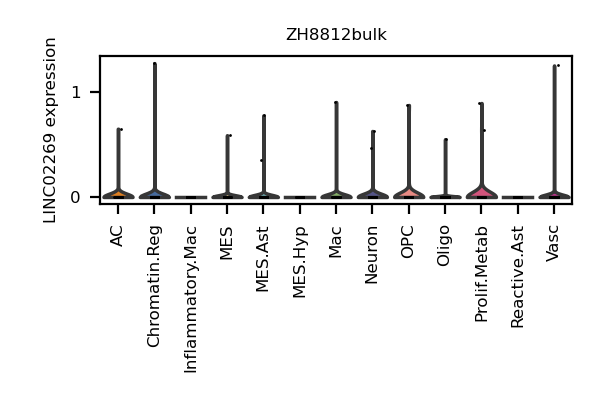 ZH8812bulk
LINC02269 expression
1
0
AC
Chromatin.Reg
Inflammatory.Mac
MES
MES.Ast
MES.Hyp
Mac
Neuron
OPC
Oligo
Prolif.Metab
Reactive.Ast
Vasc